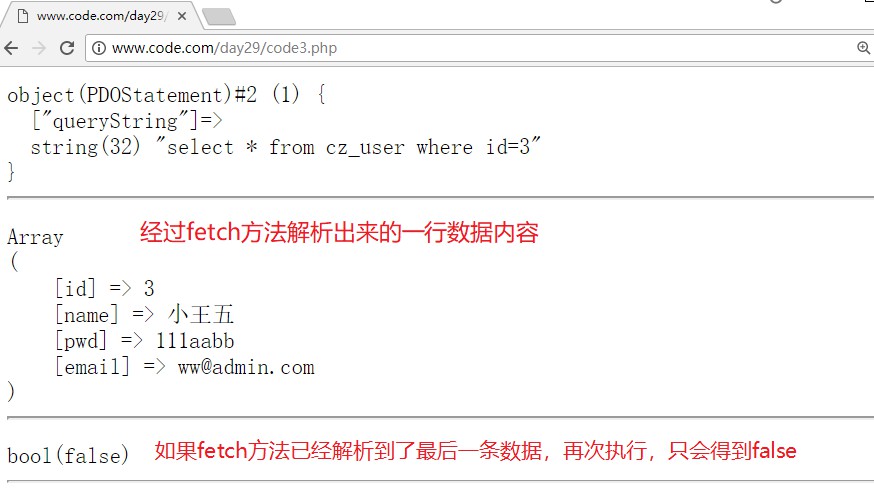 www.code.com/day29/
www.code.com/day29/code3.php
object(PDOStatement)#2 (1) {
["queryString"]=>
string(32) "select * from cz_user where id=3"
}
Array 经过fetch方法解析出来的一行数据内容
(
[id] => 3
[name] => 小王五
[pwd] => 111aabb
[email] => ww@admin.com
)
bool(false) 如果fetch方法已经解析到了最后一条数据，再次执行，只会得到false